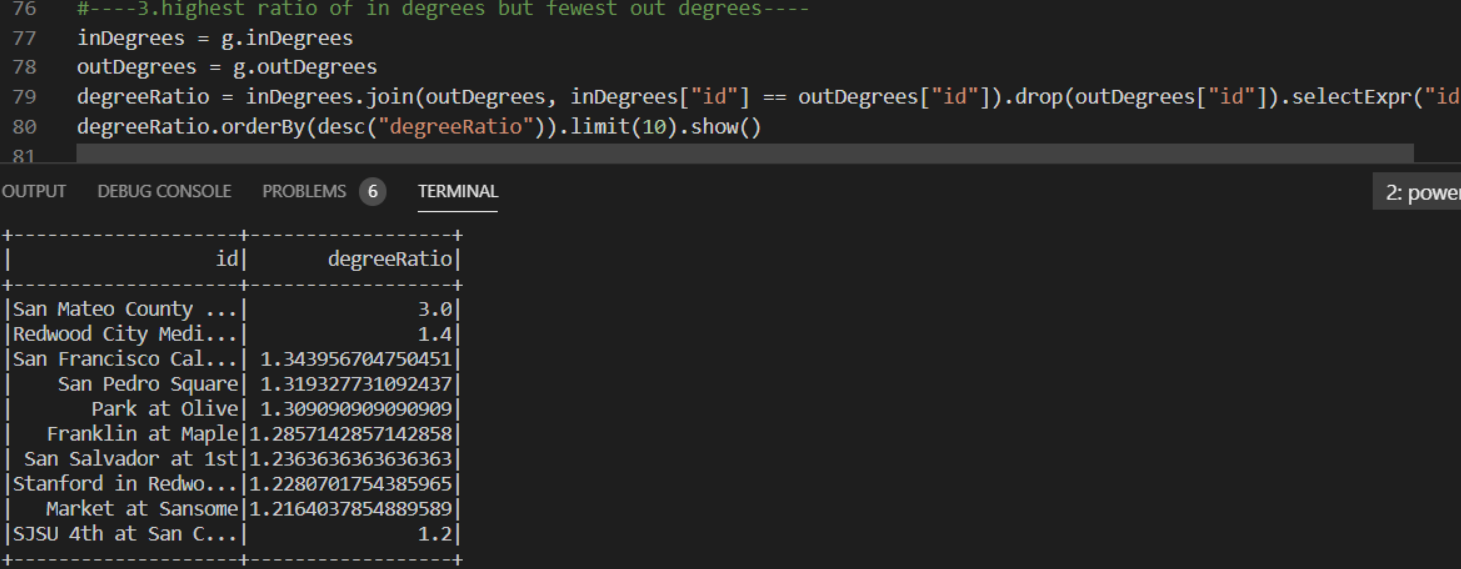 76 #----3.highest ratio of in degrees but fewest out degrees----
77 inDegrees = g.inDegrees
78 outDegrees = g.outDegrees
79 degreeRatio = inDegrees.join(outDegrees, inDegrees["id"] == outDegrees["id"]).drop(outDegrees["id"]).selectExpr("id
80 degreeRatio.orderBy(desc("degreeRatio")).limit(10).show()
81
OUTPUT DEBUG CONSOLE PROBLEMS 6 TERMINAL 2: power
+--------------------+------------------+
|                  id|       degreeRatio|
+--------------------+------------------+
|San Mateo County ...|               3.0|
|Redwood City Medi...|               1.4|
|San Francisco Cal...| 1.343956704750451|
|    San Pedro Square| 1.319327731092437|
|       Park at Olive| 1.309090909090909|
|   Franklin at Maple|1.2857142857142858|
| San Salvador at 1st|1.2363636363636363|
|Stanford in Redwo...|1.2280701754385965|
|   Market at Sansome|1.2164037854889589|
|SJSU 4th at San C...|               1.2|
+--------------------+------------------+